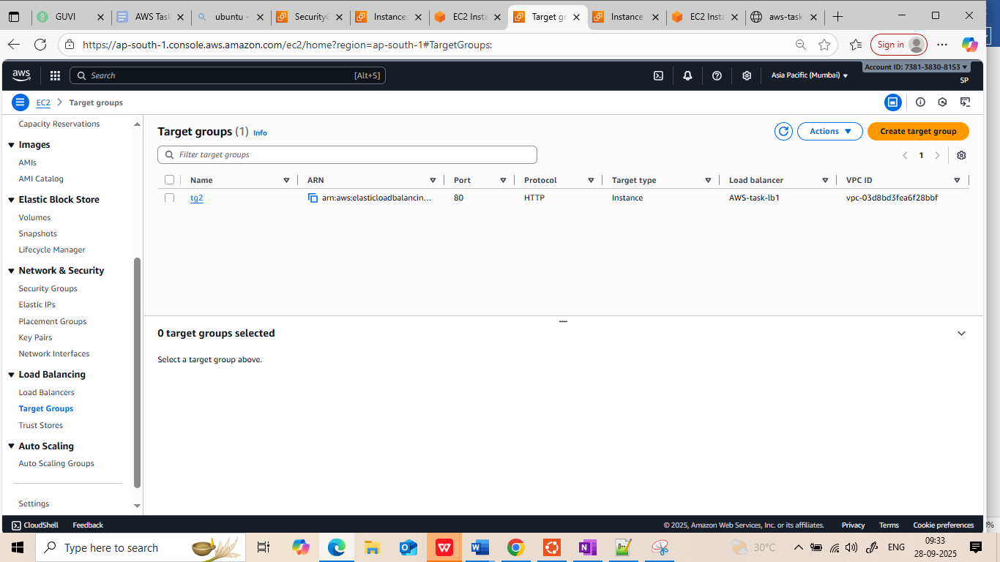 GUVI
AWS Task
ubuntu -
SecurityG
Instances
EC2 Insta
Target gr
Instance
EC2 Insta
aws-task
https://ap-south-1.console.aws.amazon.com/ec2/home?region=ap-south-1#TargetGroups:
Sign in
aws
Search
[Alt+S]
Asia Pacific (Mumbai)
Account ID: 7381-3830-8153
SP
EC2
Target groups
Capacity Reservations
Images
AMIs
AMI Catalog
Elastic Block Store
Volumes
Snapshots
Lifecycle Manager
Network & Security
Security Groups
Elastic IPs
Placement Groups
Key Pairs
Network Interfaces
Load Balancing
Load Balancers
Target Groups
Trust Stores
Auto Scaling
Auto Scaling Groups
Settings
Target groups (1) Info
Actions
Create target group
Filter target groups
1
Name ARN Port Protocol Target type Load balancer VPC ID
tg2 arn:aws:elasticloadbalancin... 80 HTTP Instance AWS-task-lb1 vpc-03d8bd3fea6f28bbf
0 target groups selected
Select a target group above.
CloudShell Feedback © 2025, Amazon Web Services, Inc. or its affiliates. Privacy Terms Cookie preferences
Type here to search
30°C
ENG
09:33
28-09-2025